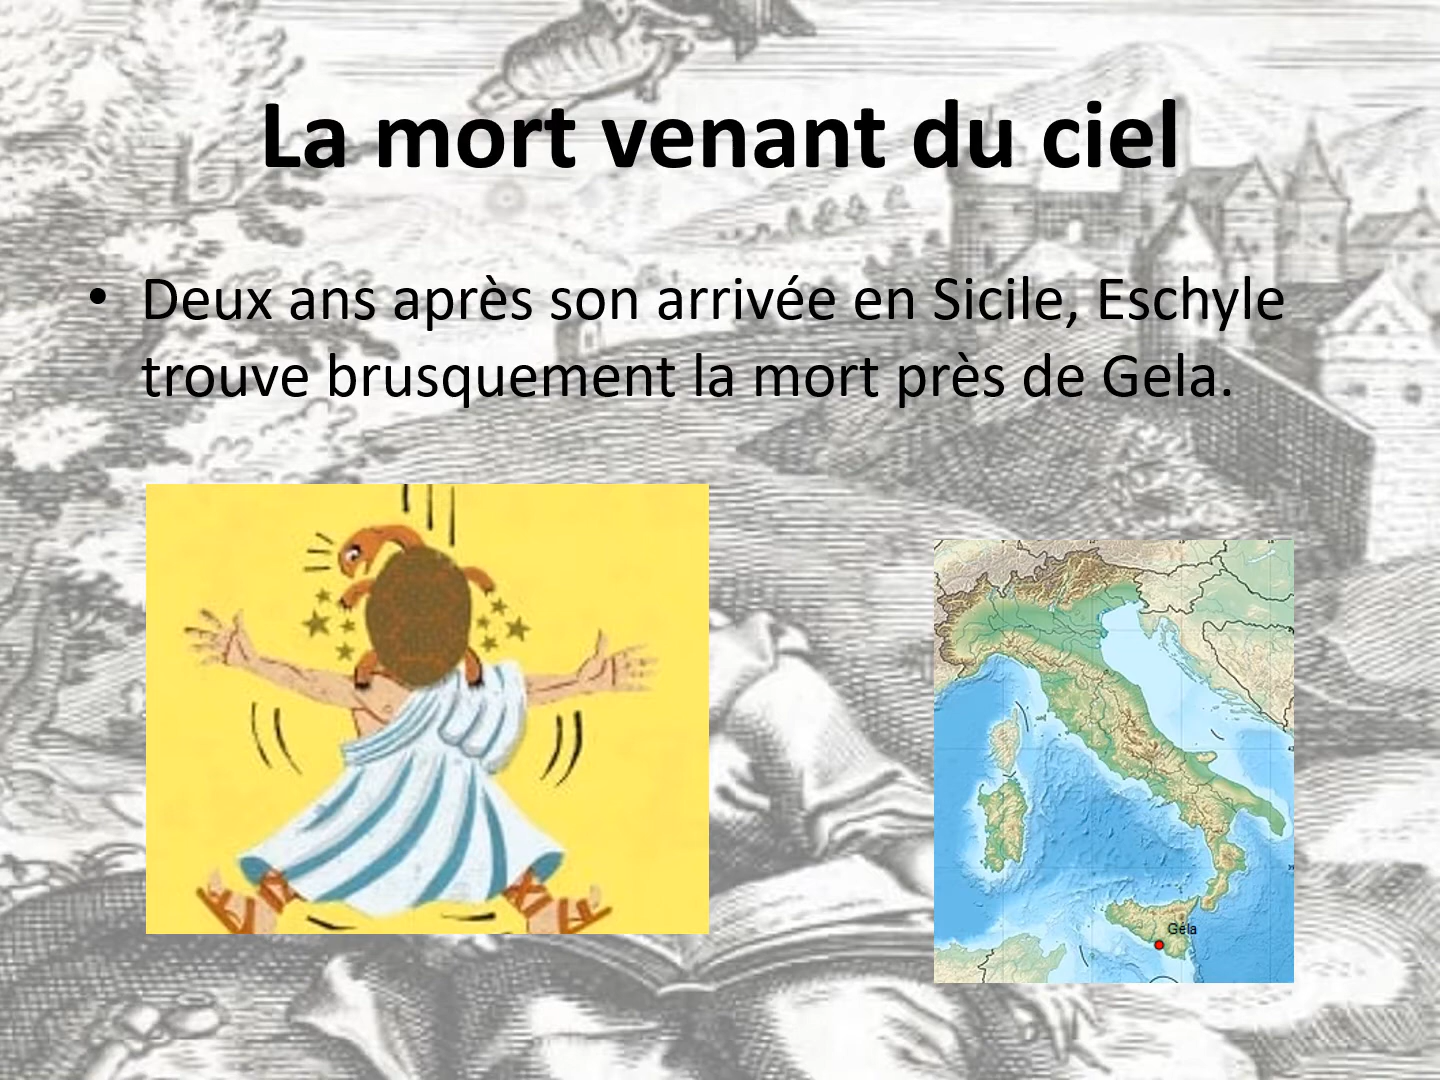 La mort venant du ciel
• Deux ans après son arrivée en Sicile, Eschyle
trouve brusquement la mort près de Gela.
Géla